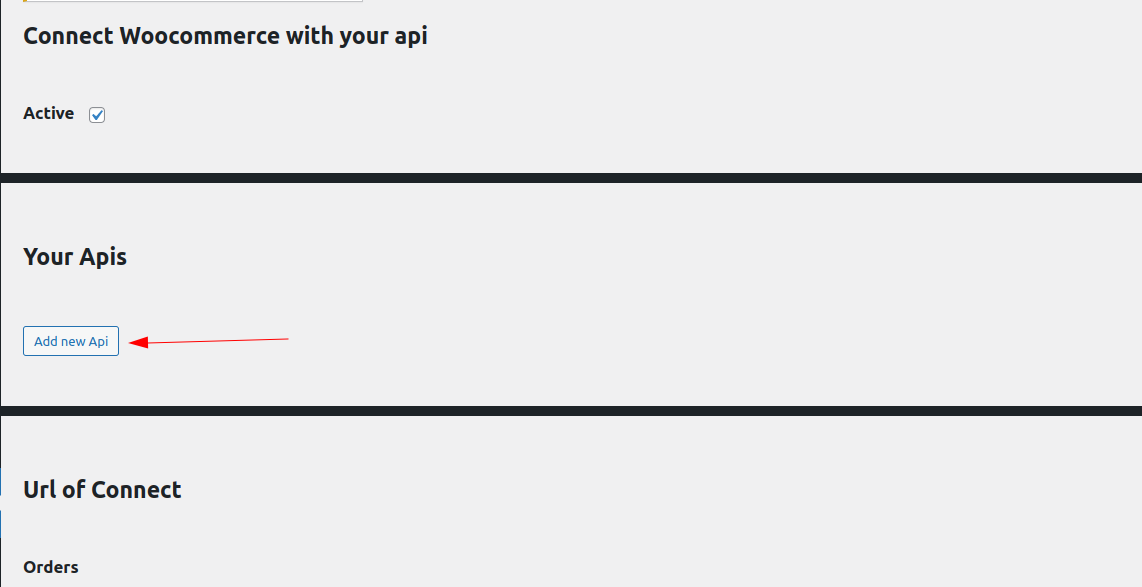 Connect Woocommerce with your api
Active
Your Apis
Add new Api
Url of Connect
Orders